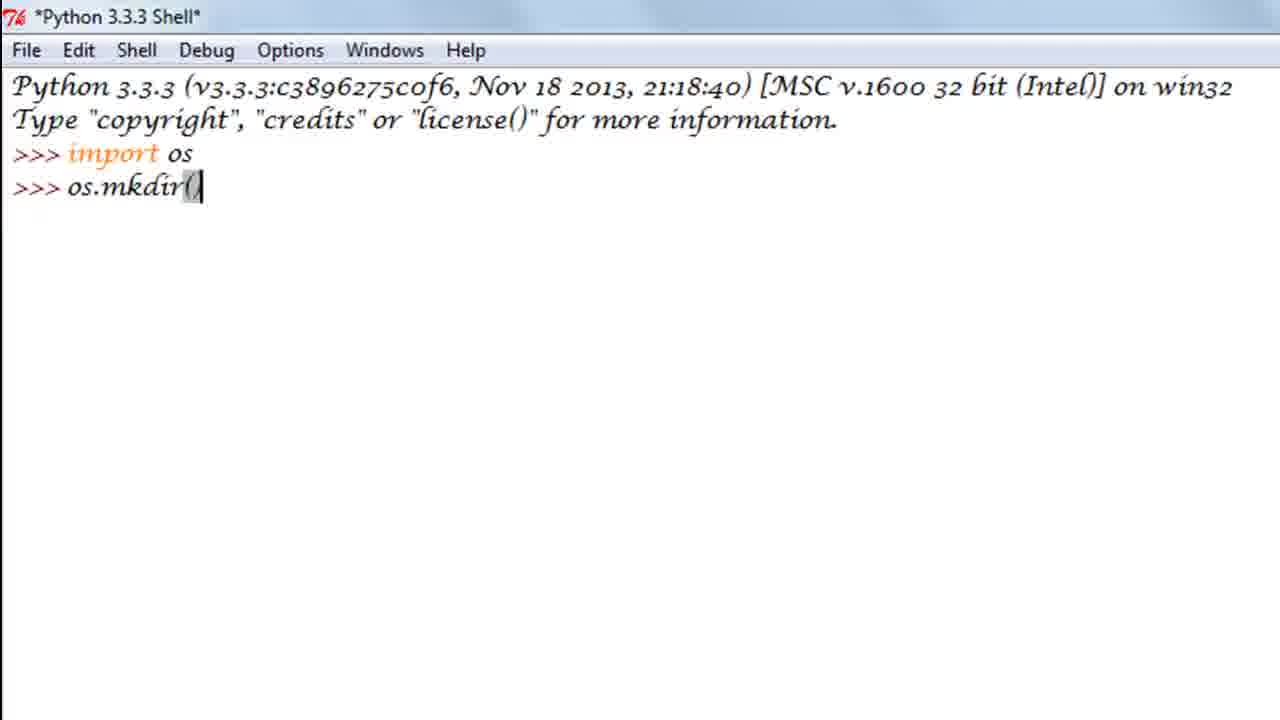 *Python 3.3.3 Shell*
File Edit Shell Debug Options Windows Help
Python 3.3.3 (v3.3.3:c3896275c0f6, Nov 18 2013, 21:18:40) [MSC v.1600 32 bit (Intel)] on win32
Type "copyright", "credits" or "license()" for more information.
>>> import os
>>> os.mkdir()